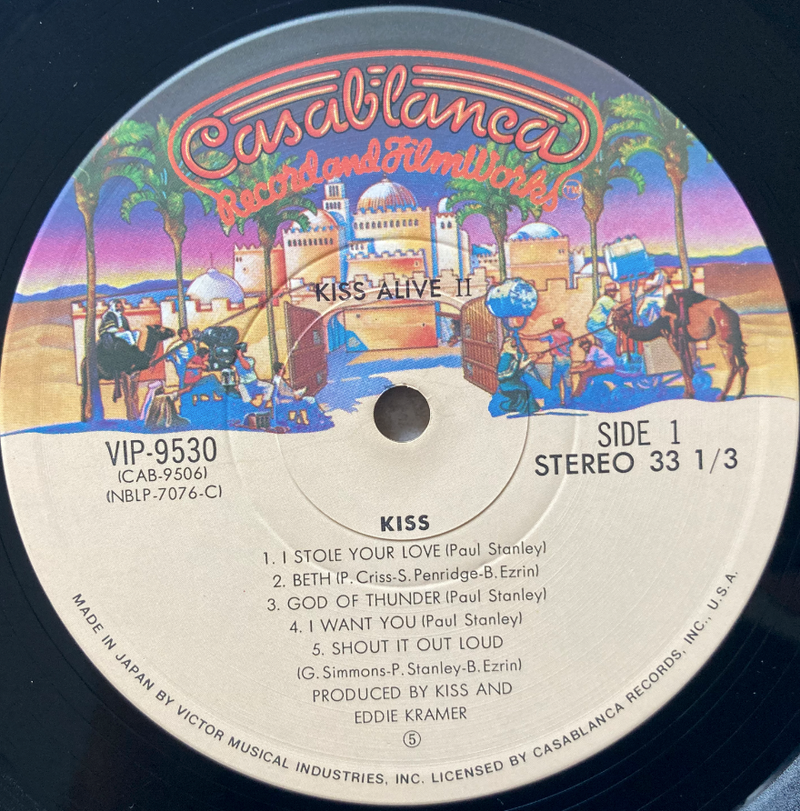 Casablanca
Record and FilmWorks
TM
KISS ALIVE II
VIP-9530
(CAB-9506)
(NBLP-7076-C)
SIDE 1
STEREO 33 1/3
KISS
1. I STOLE YOUR LOVE (Paul Stanley)
2. BETH (P. Criss-S. Penridge-B. Ezrin)
3. GOD OF THUNDER (Paul Stanley)
4. I WANT YOU (Paul Stanley)
5. SHOUT IT OUT LOUD
(G. Simmons-P. Stanley-B. Ezrin)
PRODUCED BY KISS AND
EDDIE KRAMER
⑤
MADE IN JAPAN BY VICTOR MUSICAL INDUSTRIES, INC. LICENSED BY CASABLANCA RECORDS, INC., U.S.A.